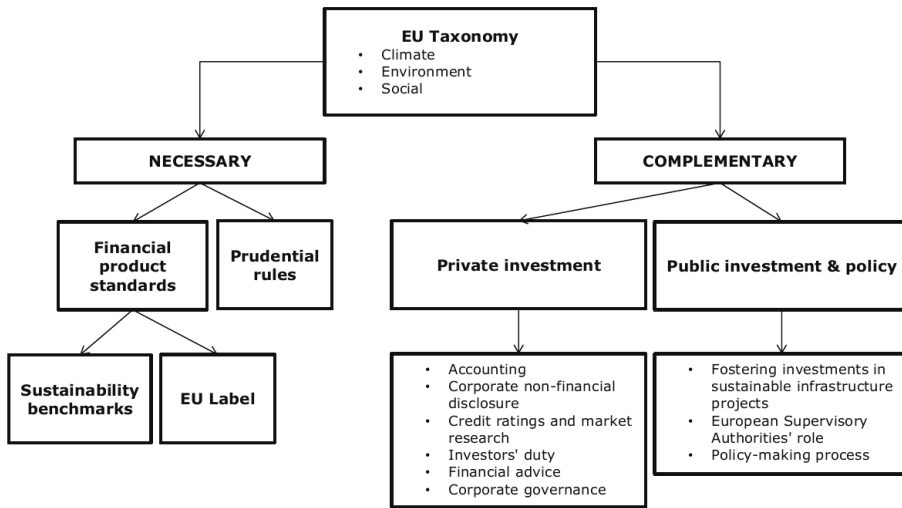 EU Taxonomy
• Climate
• Environment
• Social
NECESSARY
COMPLEMENTARY
Financial
product
standards
Prudential
rules
Private investment
Public investment & policy
Sustainability
benchmarks
EU Label
• Accounting
• Corporate non-financial
disclosure
• Credit ratings and market
research
• Investors' duty
• Financial advice
• Corporate governance
• Fostering investments in
sustainable infrastructure
projects
• European Supervisory
Authorities' role
• Policy-making process